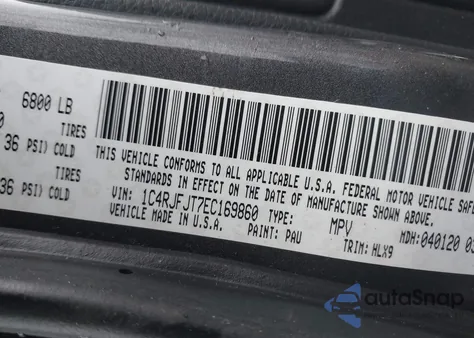 6800 LB
0 TIRES
36 PSI) COLD
TIRES
36 PSI) COLD
THIS VEHICLE CONFORMS TO ALL APPLICABLE U.S.A. FEDERAL MOTOR VEHICLE SAFE
STANDARDS IN EFFECT ON THE DATE OF MANUFACTURE SHOWN ABOVE.
VIN: 1C4RJFJT7EC169860 TYPE: MPV MDH:040120 03
VEHICLE MADE IN U.S.A. PAINT: PAU TRIM: HLX9
autoSnap